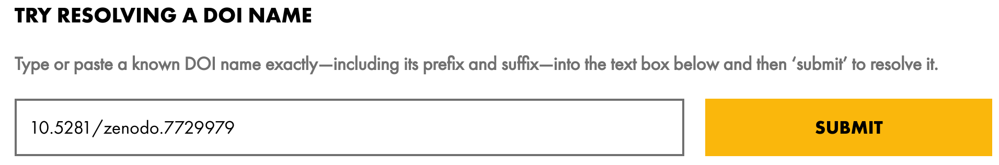 TRY RESOLVING A DOI NAME
Type or paste a known DOI name exactly—including its prefix and suffix—into the text box below and then ‘submit’ to resolve it.
10.5281/zenodo.7729979
SUBMIT